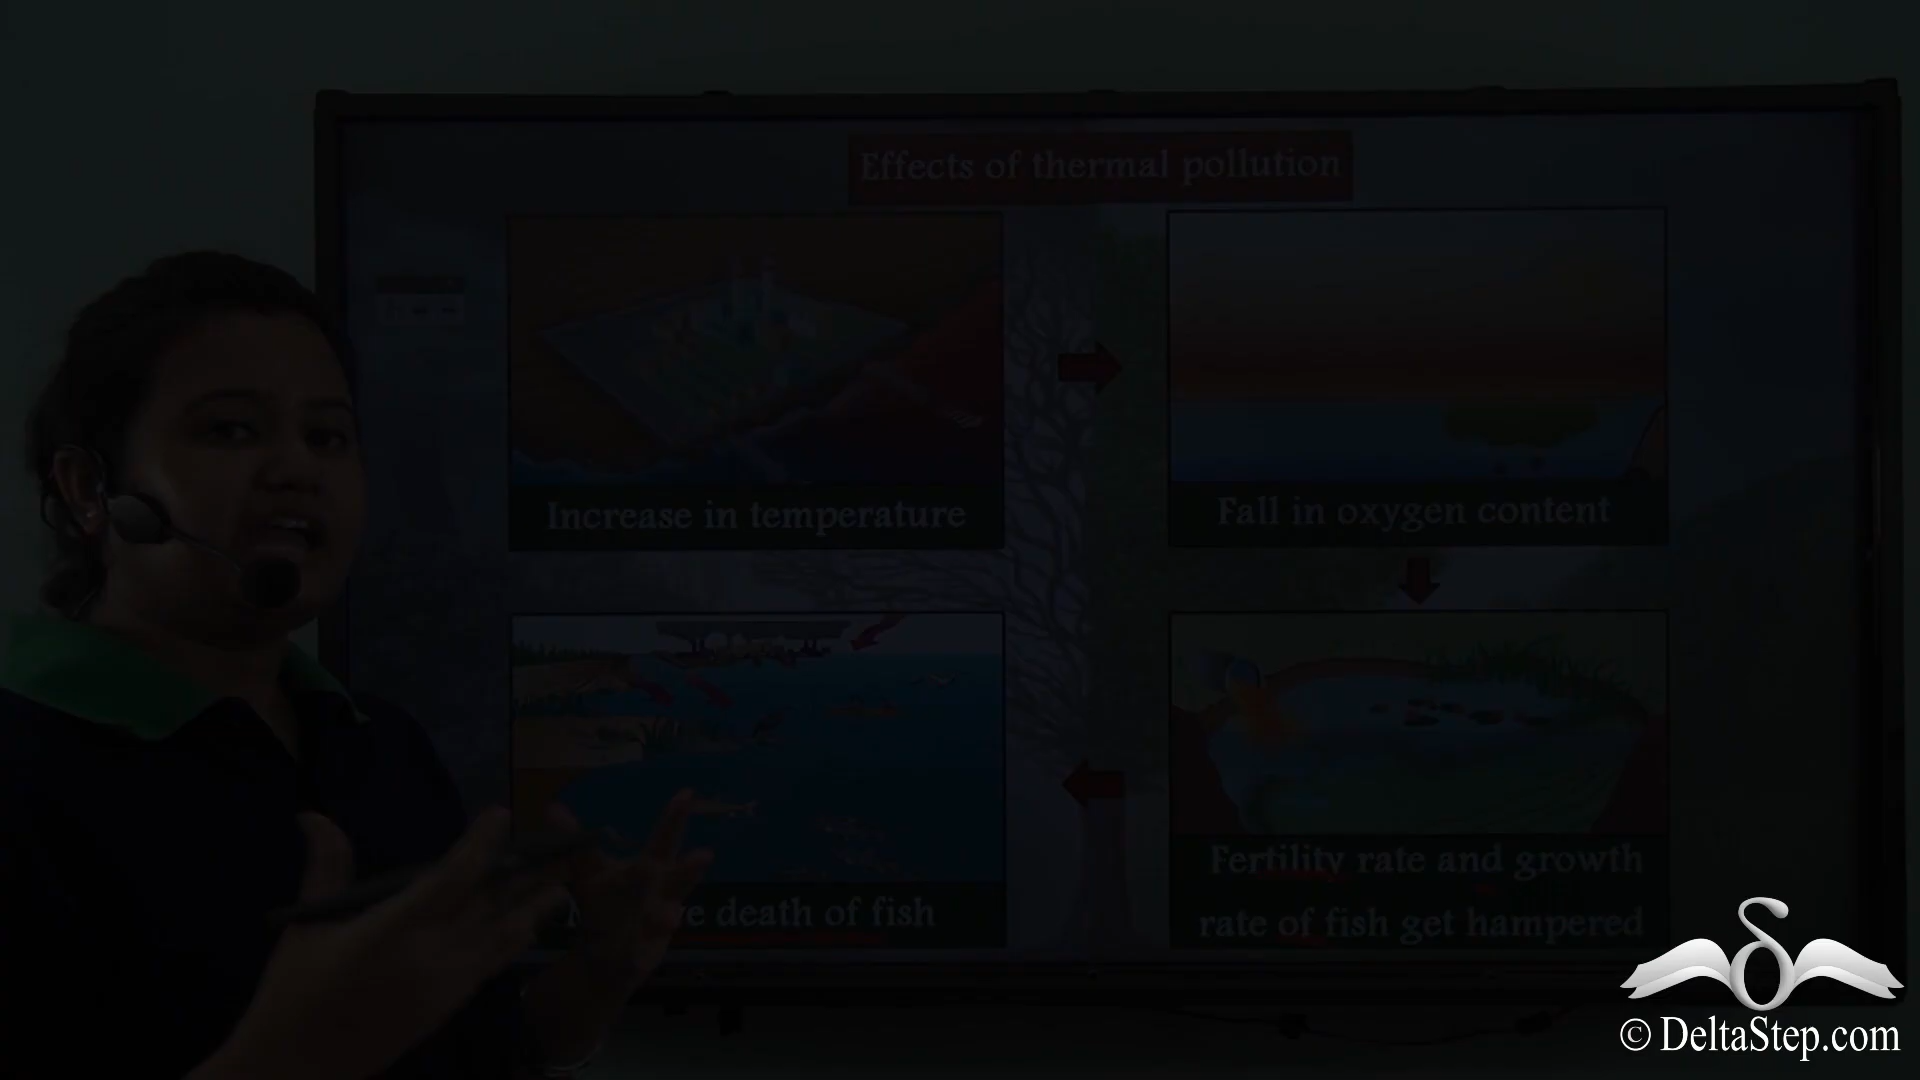 Effects of thermal pollution
Increase in temperature
Fall in oxygen content
Fertility rate and growth
rate of fish get hampered
death of fish
© DeltaStep.com